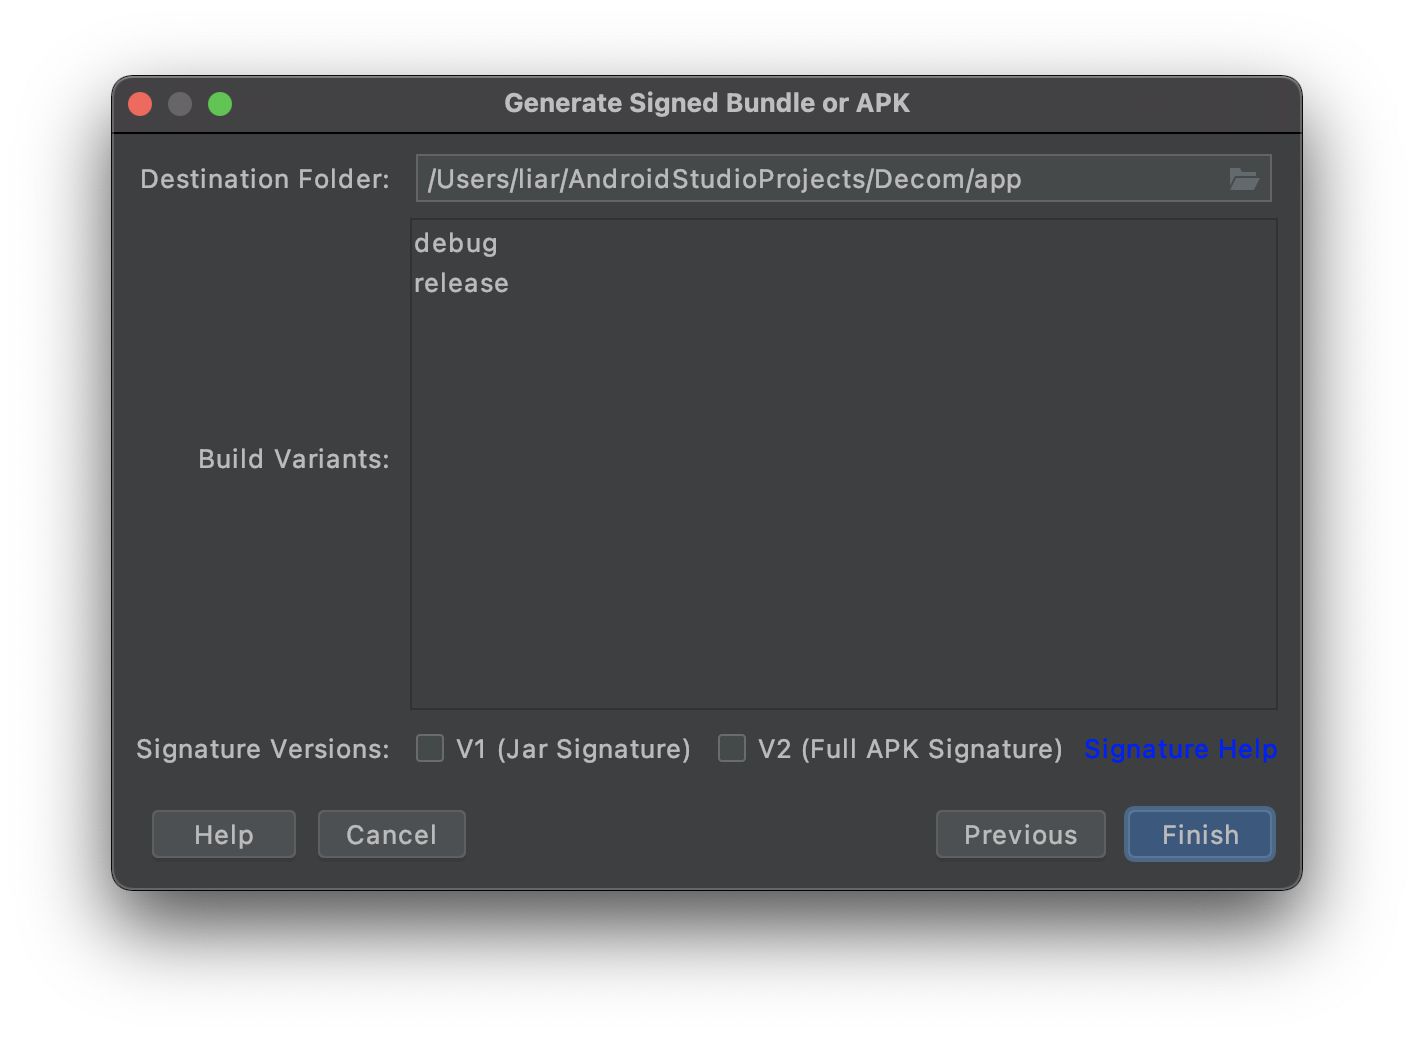 Generate Signed Bundle or APK
Destination Folder: /Users/liar/AndroidStudioProjects/Decom/app
debug
release
Build Variants:
Signature Versions: V1 (Jar Signature) V2 (Full APK Signature) Signature Help
Help Cancel Previous Finish